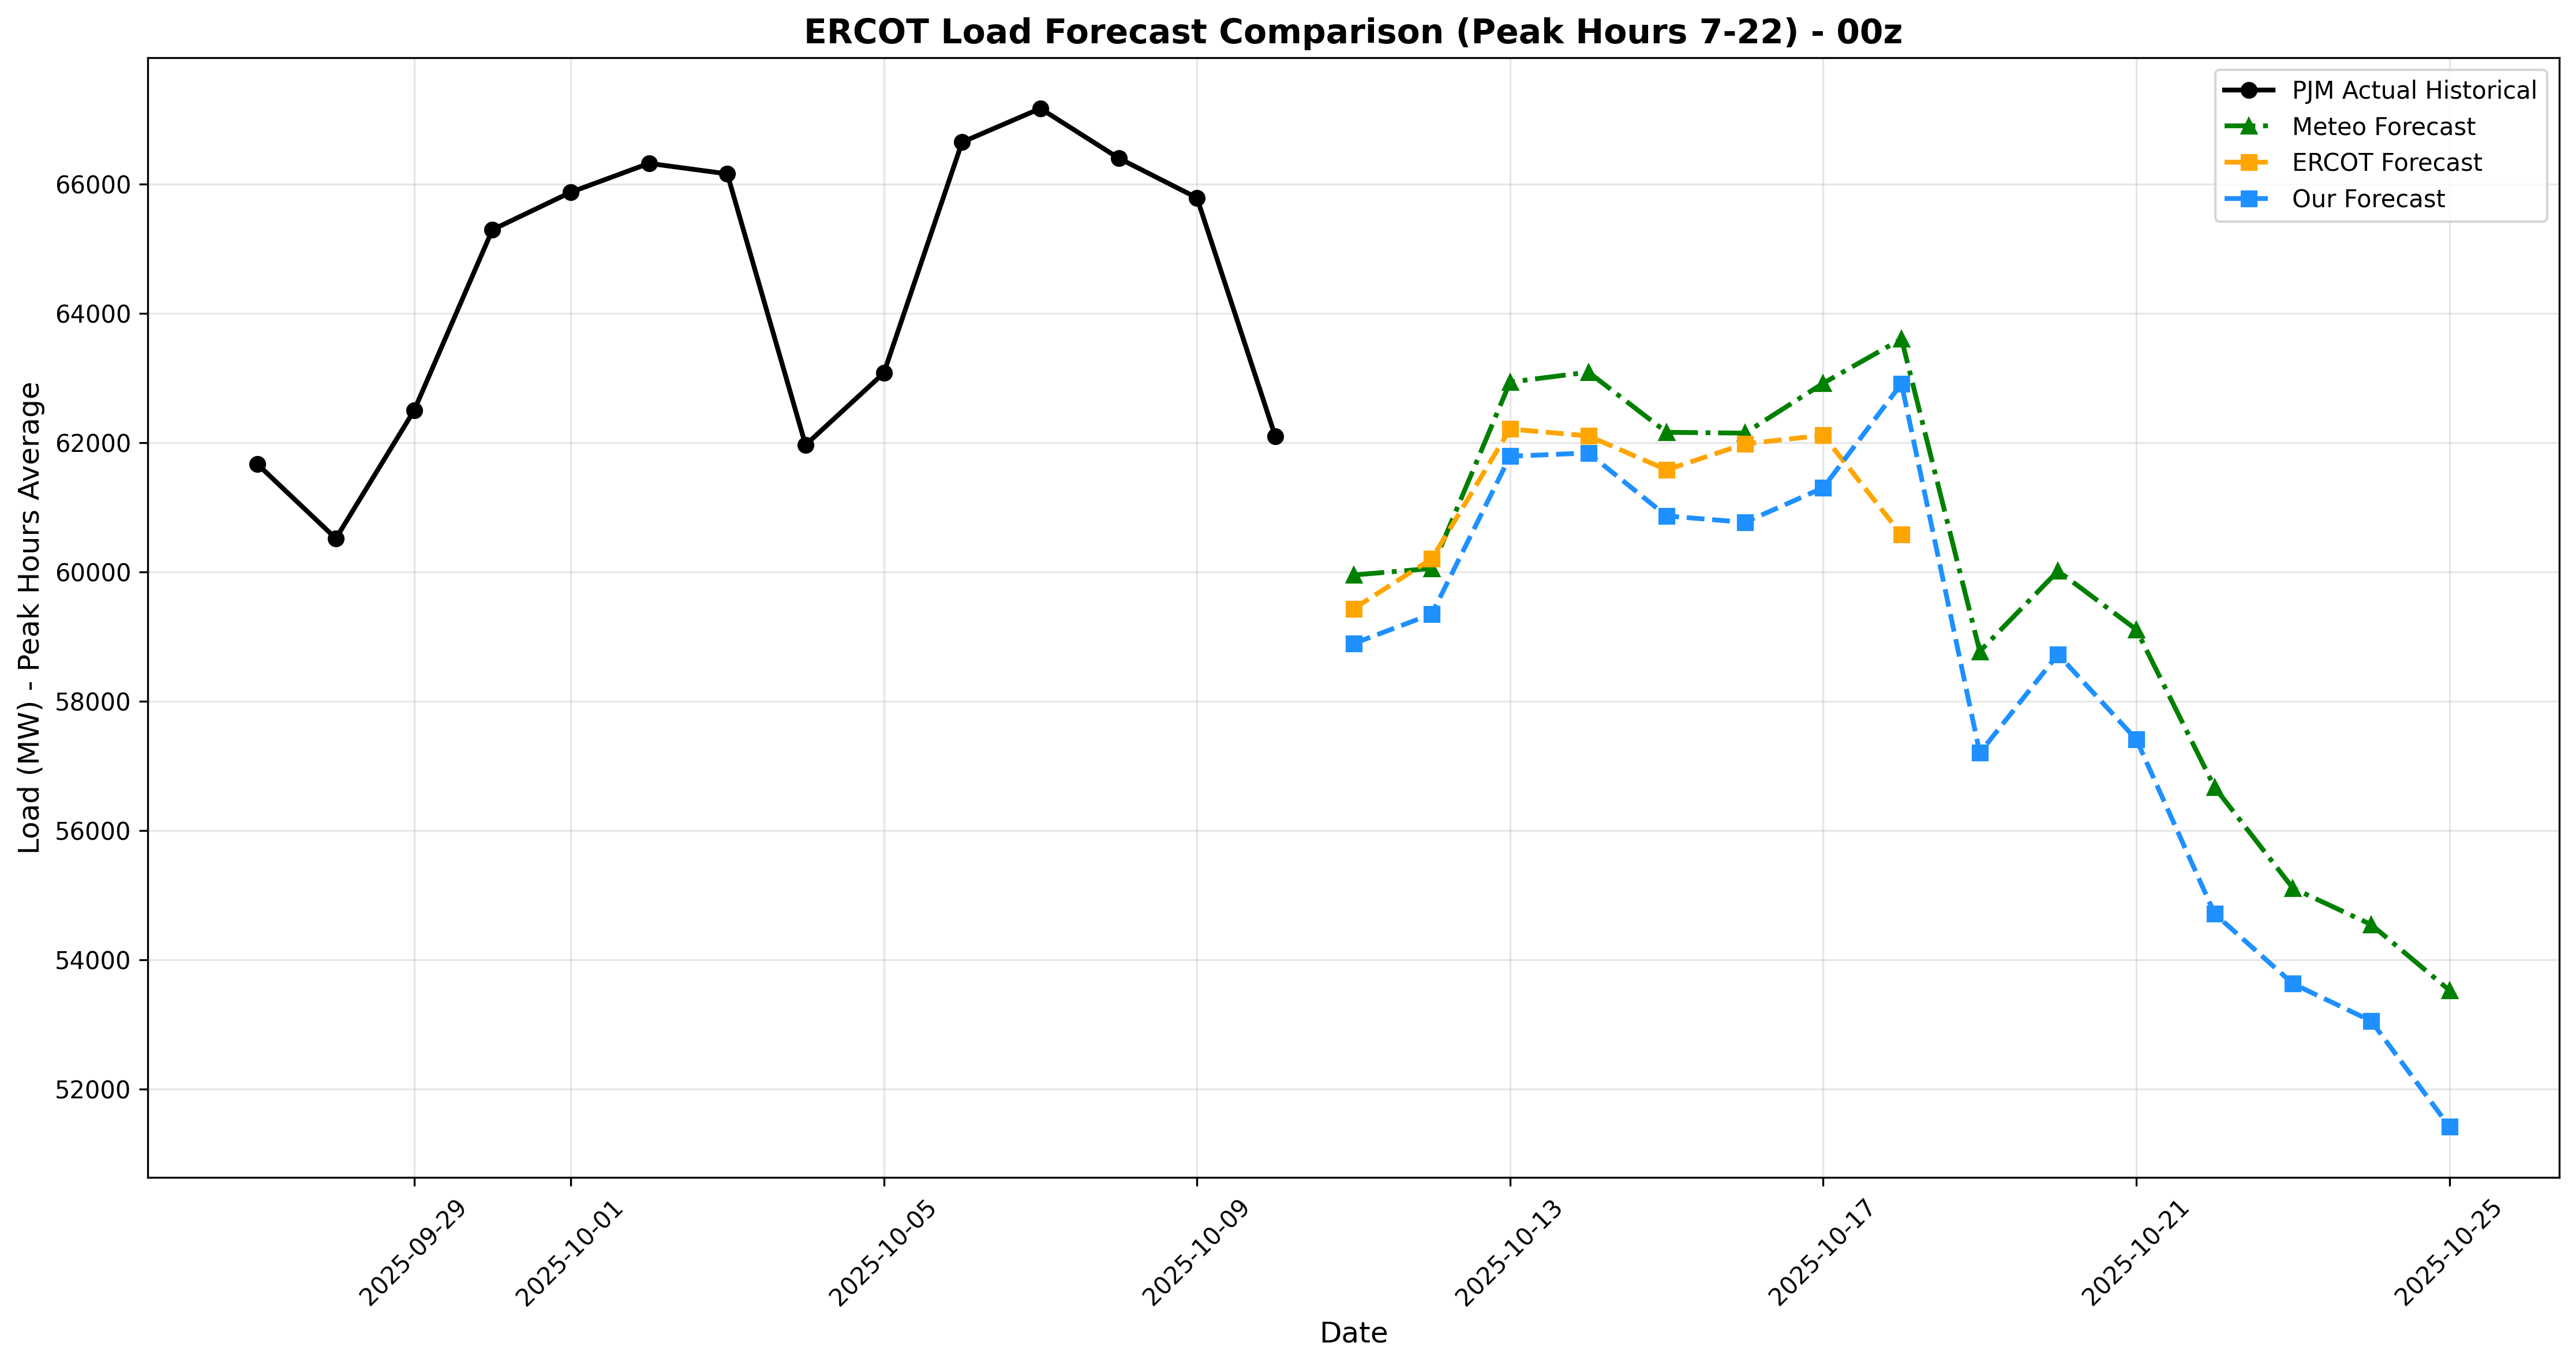 ERCOT Load Forecast Comparison (Peak Hours 7-22) - 00z
PJM Actual Historical
Meteo Forecast
ERCOT Forecast
Our Forecast
Load (MW) - Peak Hours Average
66000
64000
62000
60000
58000
56000
54000
52000
2025-09-29
2025-10-01
2025-10-05
2025-10-09
2025-10-13
2025-10-17
2025-10-21
2025-10-25
Date